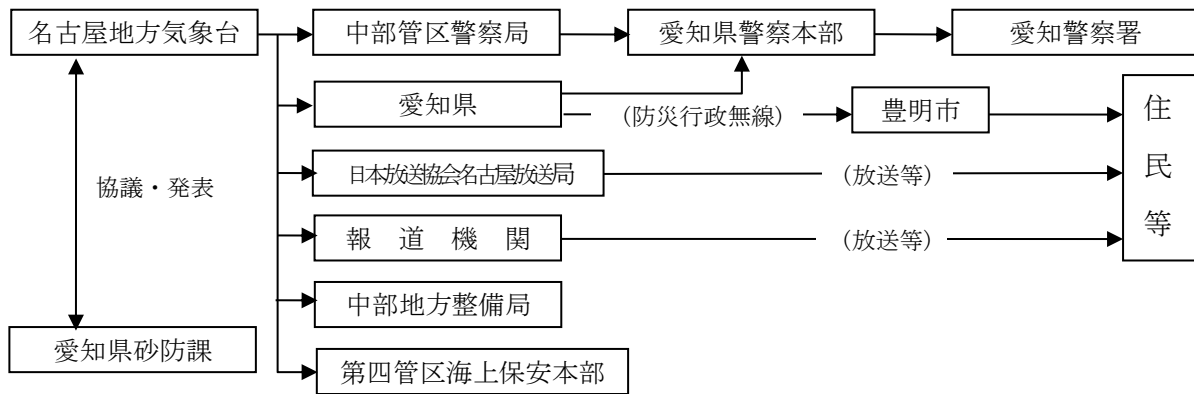 名古屋地方気象台
中部管区警察局
愛知県警察本部
愛知警察署
愛知県
(防災行政無線)
豊明市
住民等
日本放送協会名古屋放送局
(放送等)
協議・発表
報道機関
(放送等)
中部地方整備局
愛知県砂防課
第四管区海上保安本部